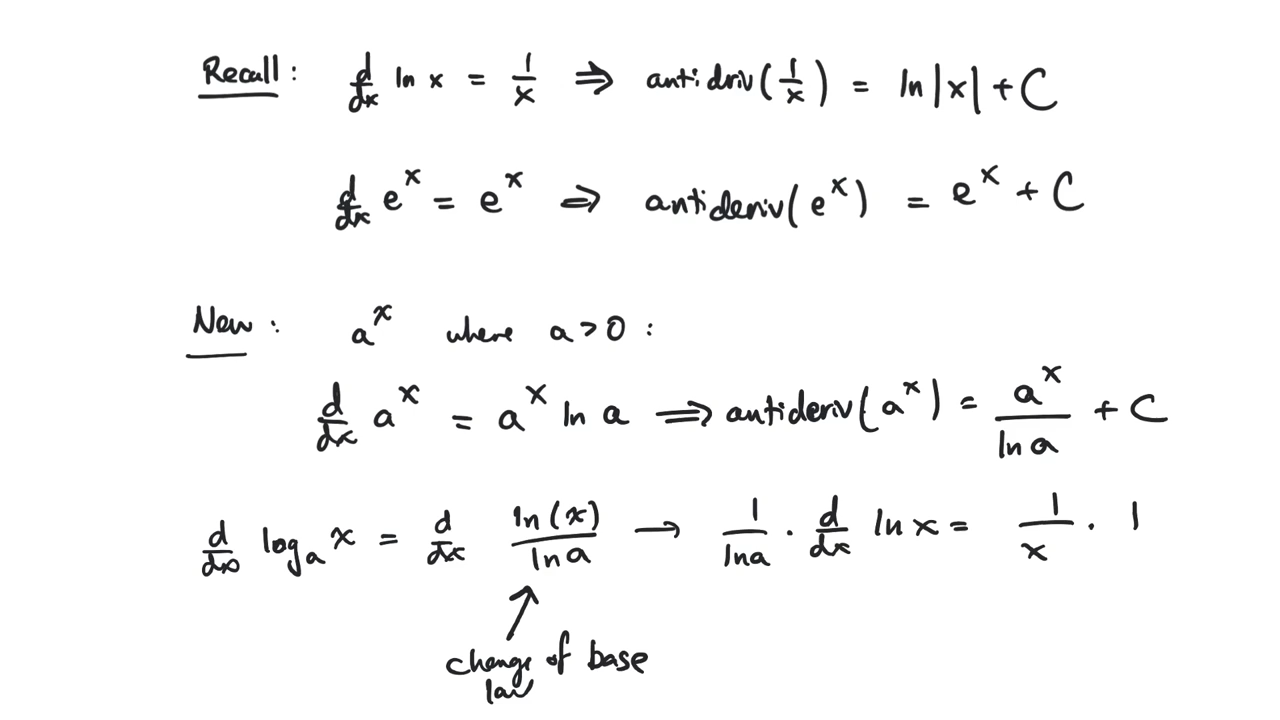 Recall: d/dx ln x = 1/x ⇒ antidriv(1/x) = ln|x| + C
d/dx e^x = e^x ⇒ antideriv(e^x) = e^x + C
New: a^x where a > 0:
d/dx a^x = a^x ln a ⇒ antideriv(a^x) = a^x/ln a + C
d/dx log_a x = d/dx ln(x)/ln a → 1/ln a · d/dx ln x = 1/x · 1
change of base
law